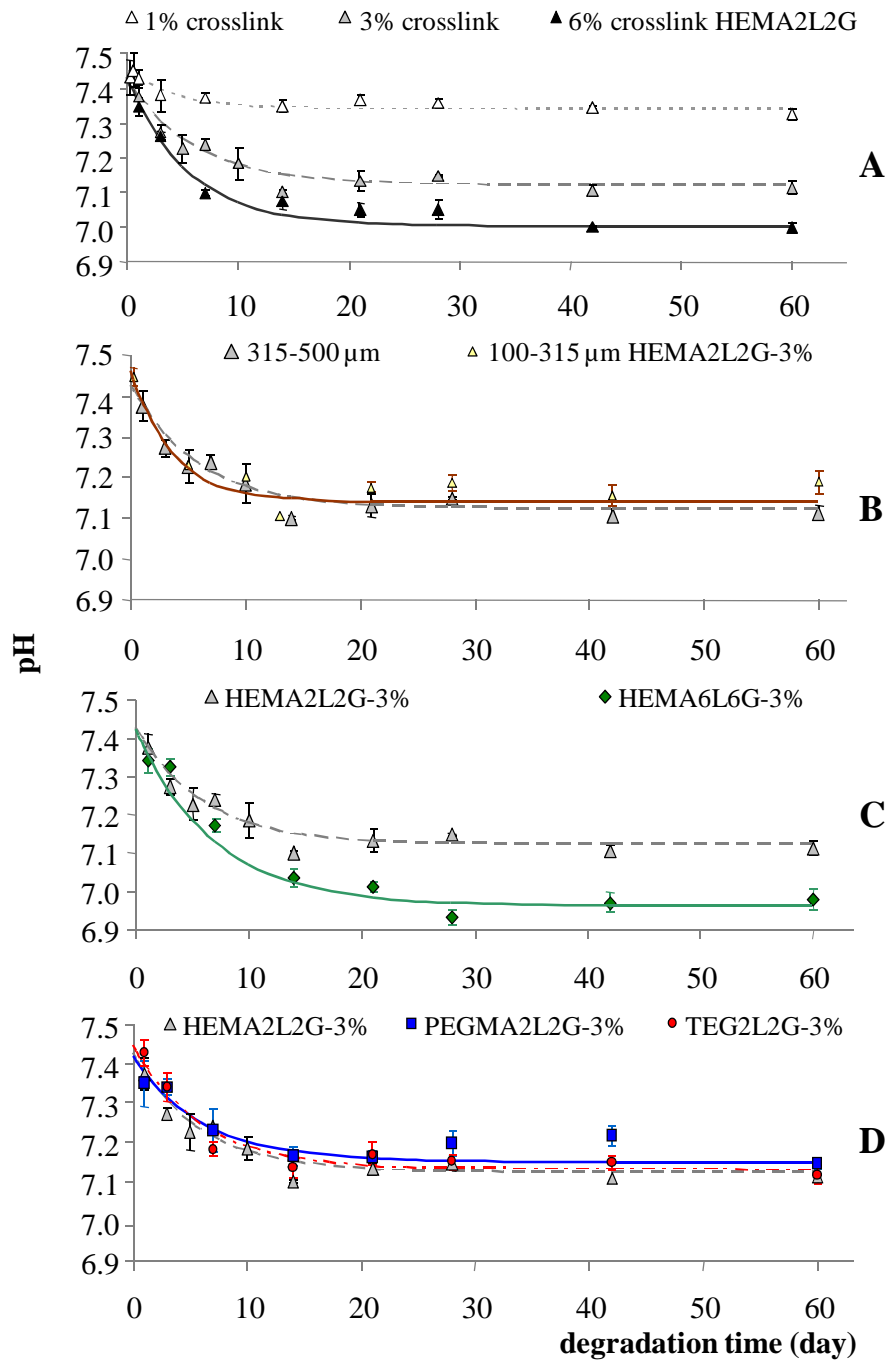 1% crosslink 3% crosslink 6% crosslink HEMA2L2G
7.5
7.4
7.3
7.2
7.1
7.0
6.9
A
0 10 20 30 40 50 60
315-500 µm 100-315 µm HEMA2L2G-3%
7.5
7.4
7.3
7.2
7.1
7.0
6.9
B
0 10 20 30 40 50 60
pH
HEMA2L2G-3% HEMA6L6G-3%
7.5
7.4
7.3
7.2
7.1
7.0
6.9
C
0 10 20 30 40 50 60
HEMA2L2G-3% PEGMA2L2G-3% TEG2L2G-3%
7.5
7.4
7.3
7.2
7.1
7.0
6.9
D
0 10 20 30 40 50 60
degradation time (day)